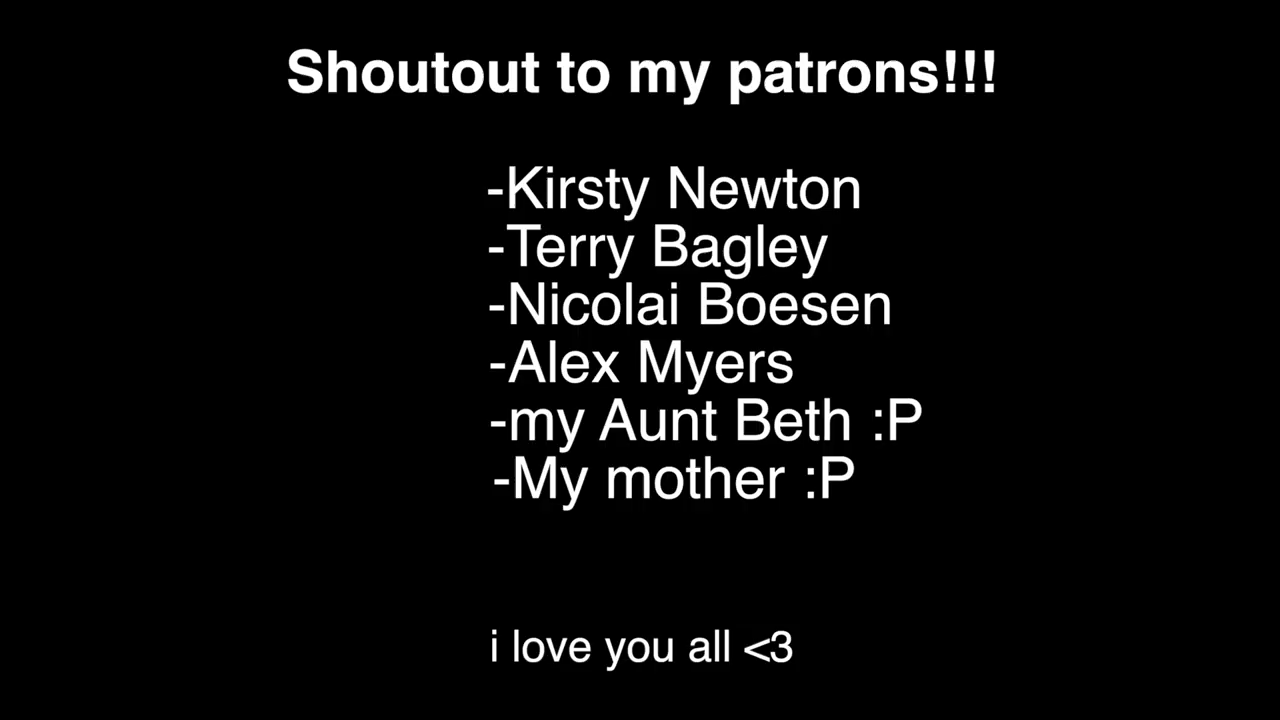 Shoutout to my patrons!!!
-Kirsty Newton
-Terry Bagley
-Nicolai Boesen
-Alex Myers
-my Aunt Beth :P
-My mother :P
i love you all <3